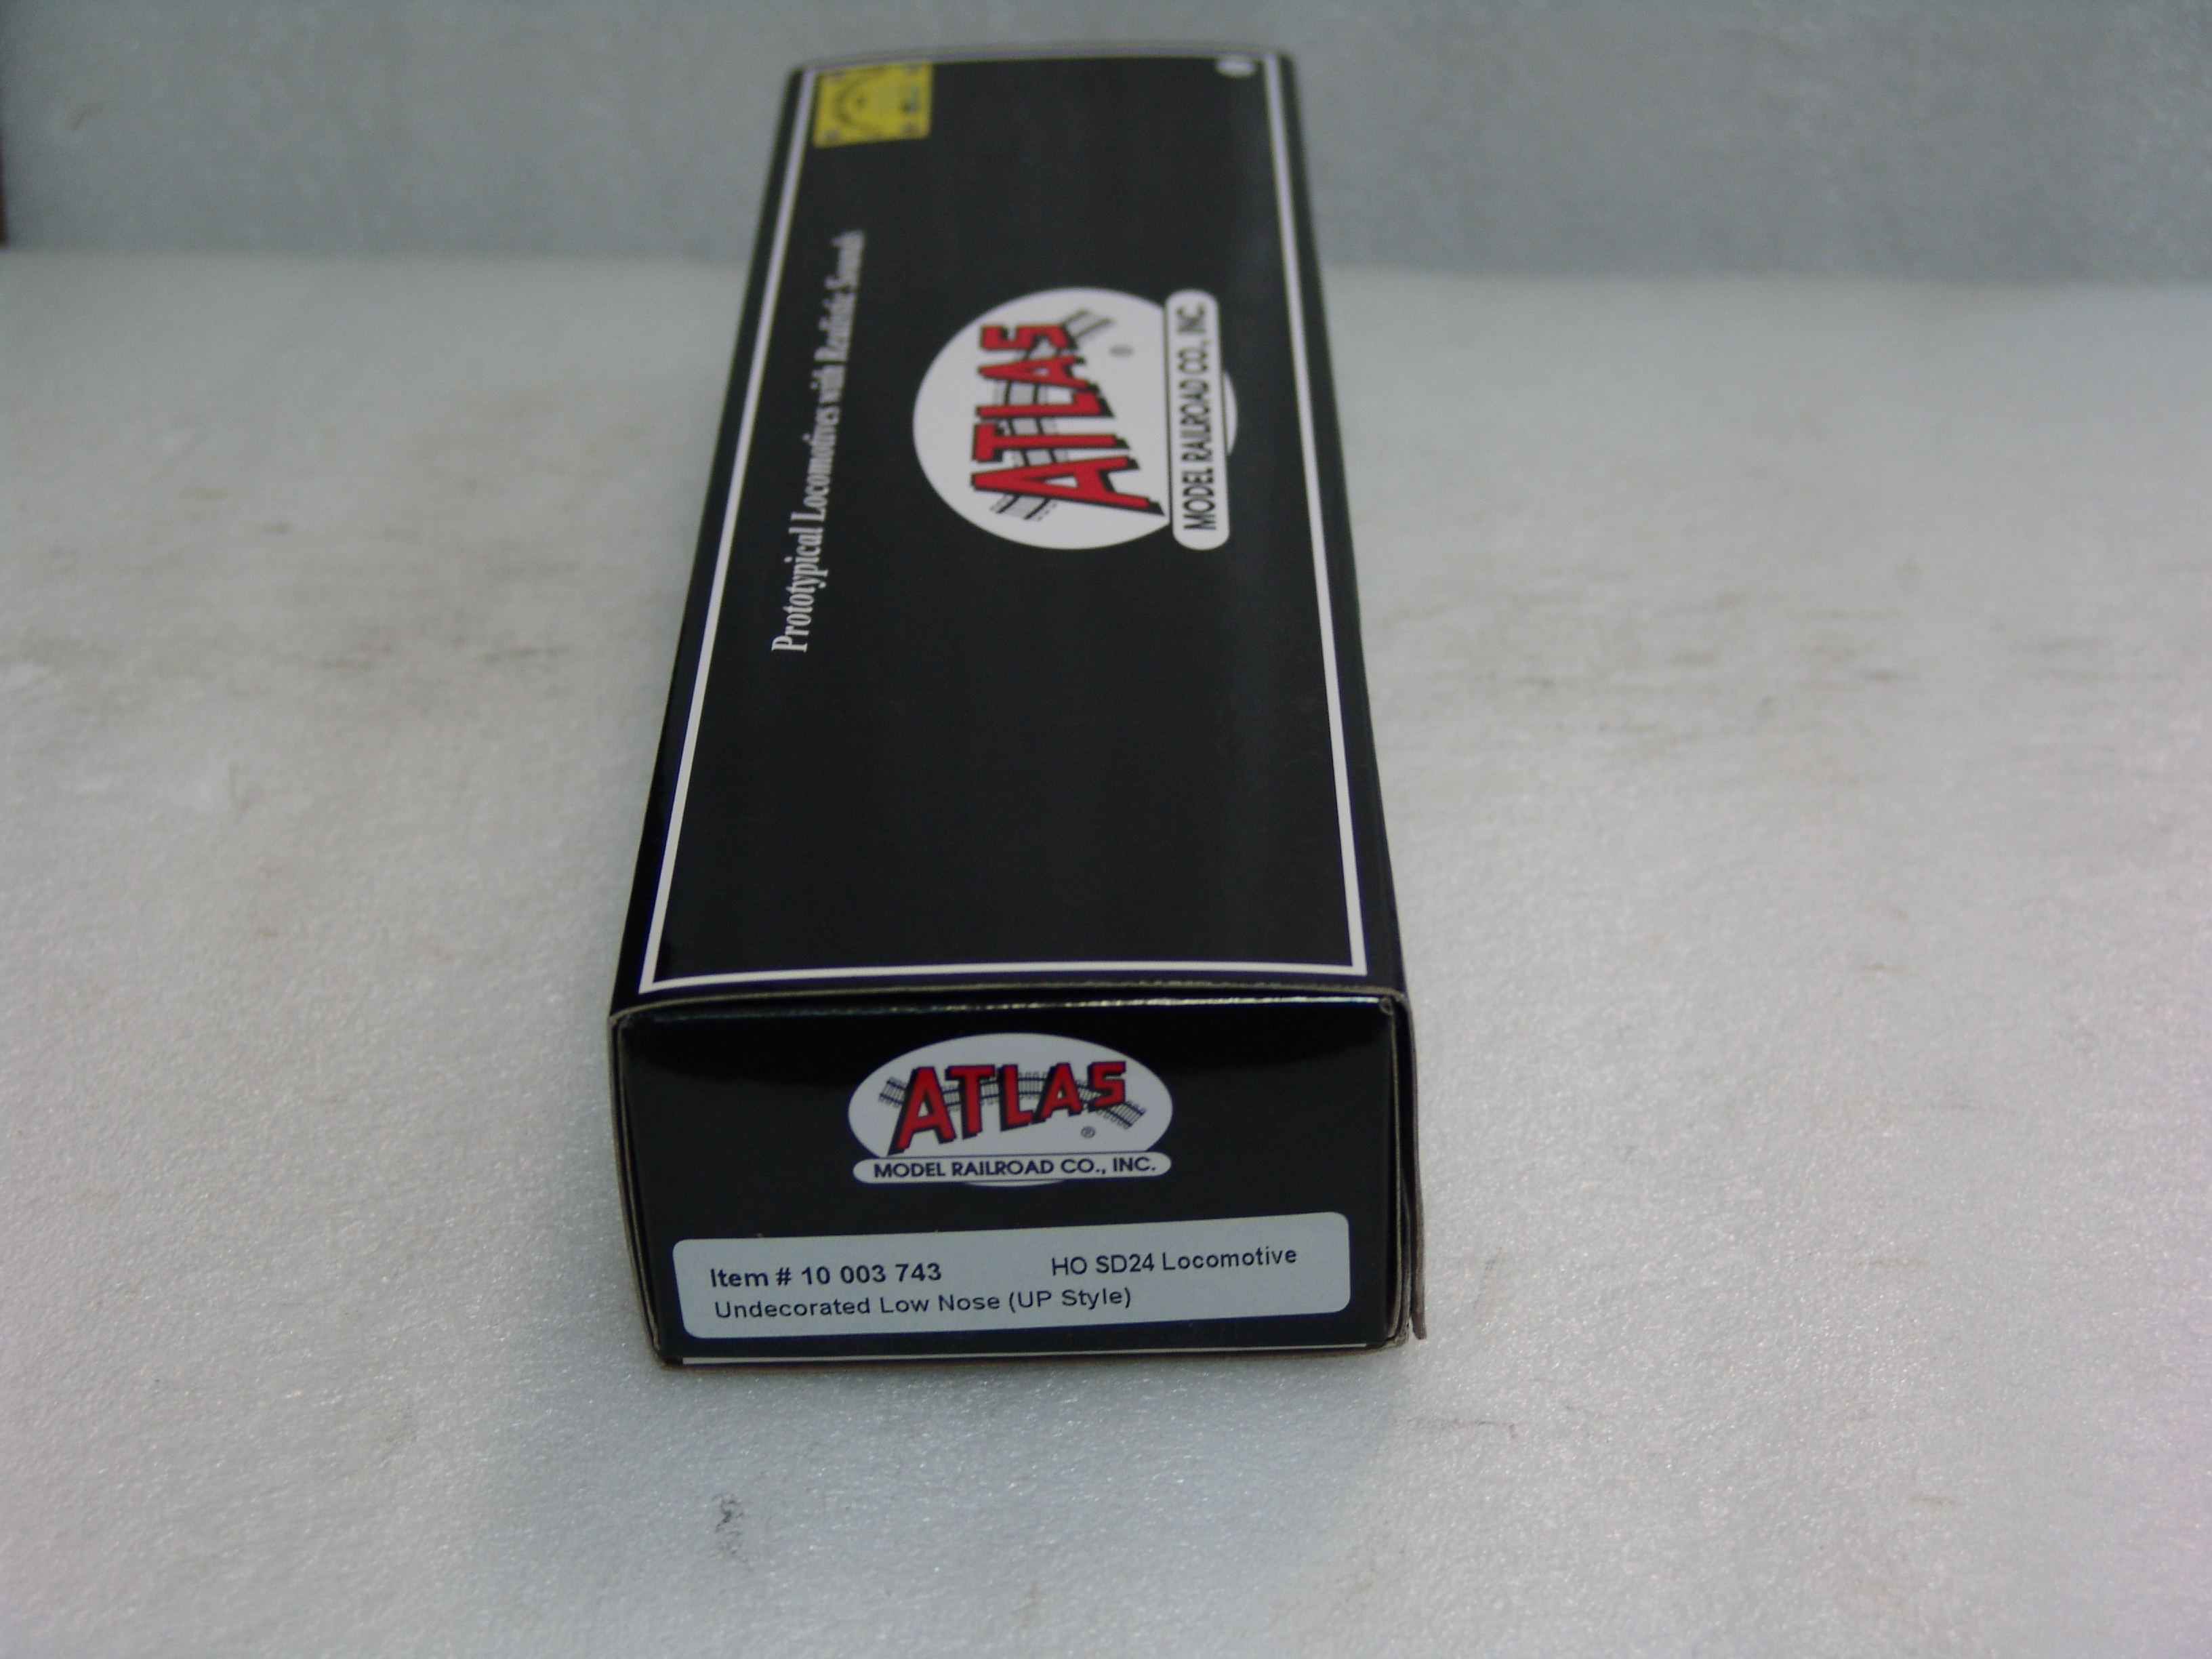 Prototypical Locomotives with Realistic Sounds
ATLAS
®
MODEL RAILROAD CO., INC.
ATLAS
®
MODEL RAILROAD CO., INC.
Item # 10 003 743 HO SD24 Locomotive
Undecorated Low Nose (UP Style)